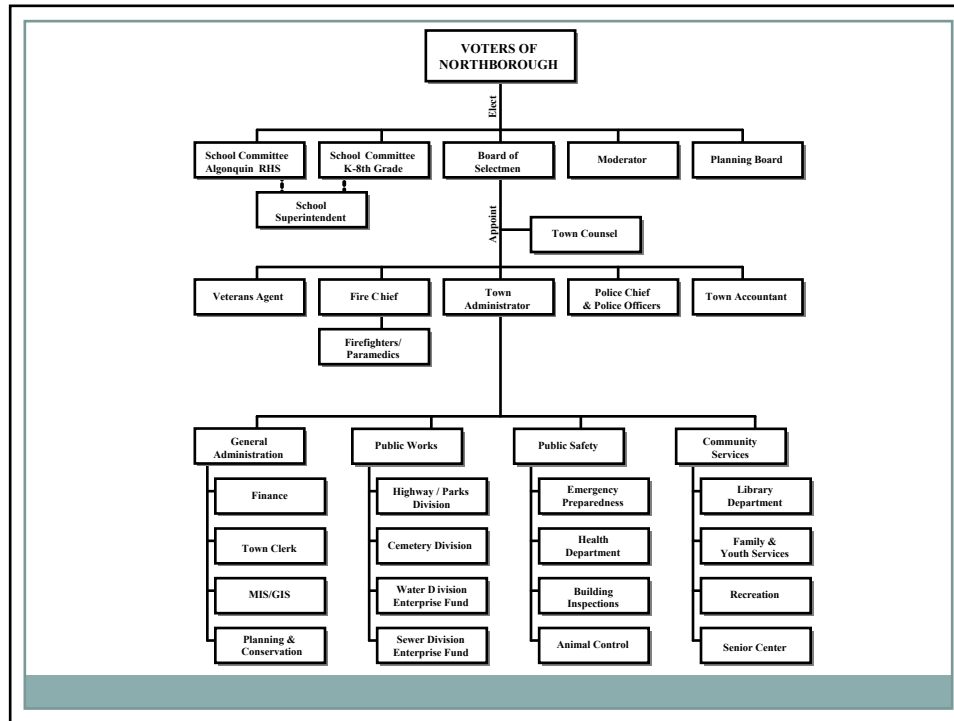 VOTERS OF
NORTHBOROUGH
Elect
School Committee
Algonquin RHS
School Committee
K-8th Grade
Board of
Selectmen
Moderator
Planning Board
School
Superintendent
Appoint
Town Counsel
Veterans Agent
Fire Chief
Town
Administrator
Police Chief
& Police Officers
Town Accountant
Firefighters/
Paramedics
General
Administration
Public Works
Public Safety
Community
Services
Finance
Highway / Parks
Division
Emergency
Preparedness
Library
Department
Town Clerk
Cemetery Division
Health
Department
Family &
Youth Services
MIS/GIS
Water Division
Enterprise Fund
Building
Inspections
Recreation
Planning &
Conservation
Sewer Division
Enterprise Fund
Animal Control
Senior Center